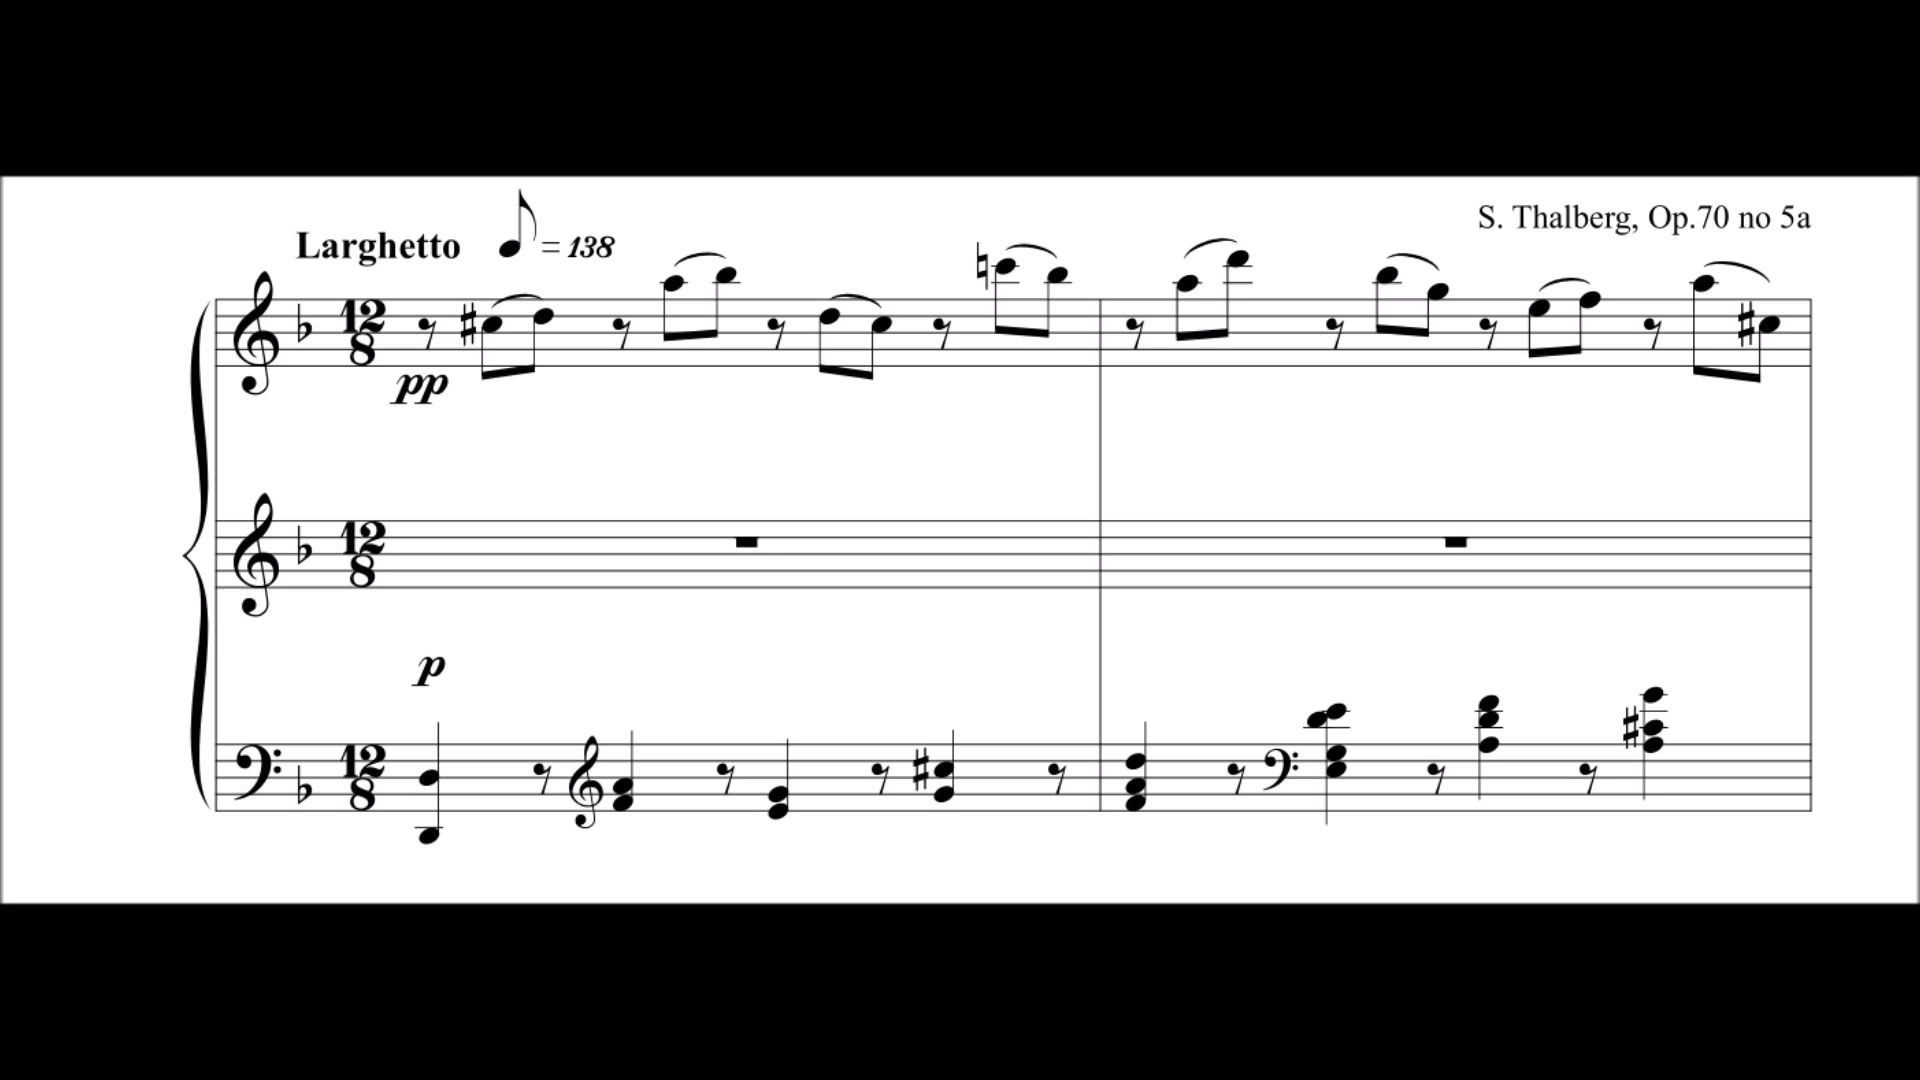 S. Thalberg, Op.70 no 5a
Larghetto = 138
12
8
pp
12
8
p
12
8